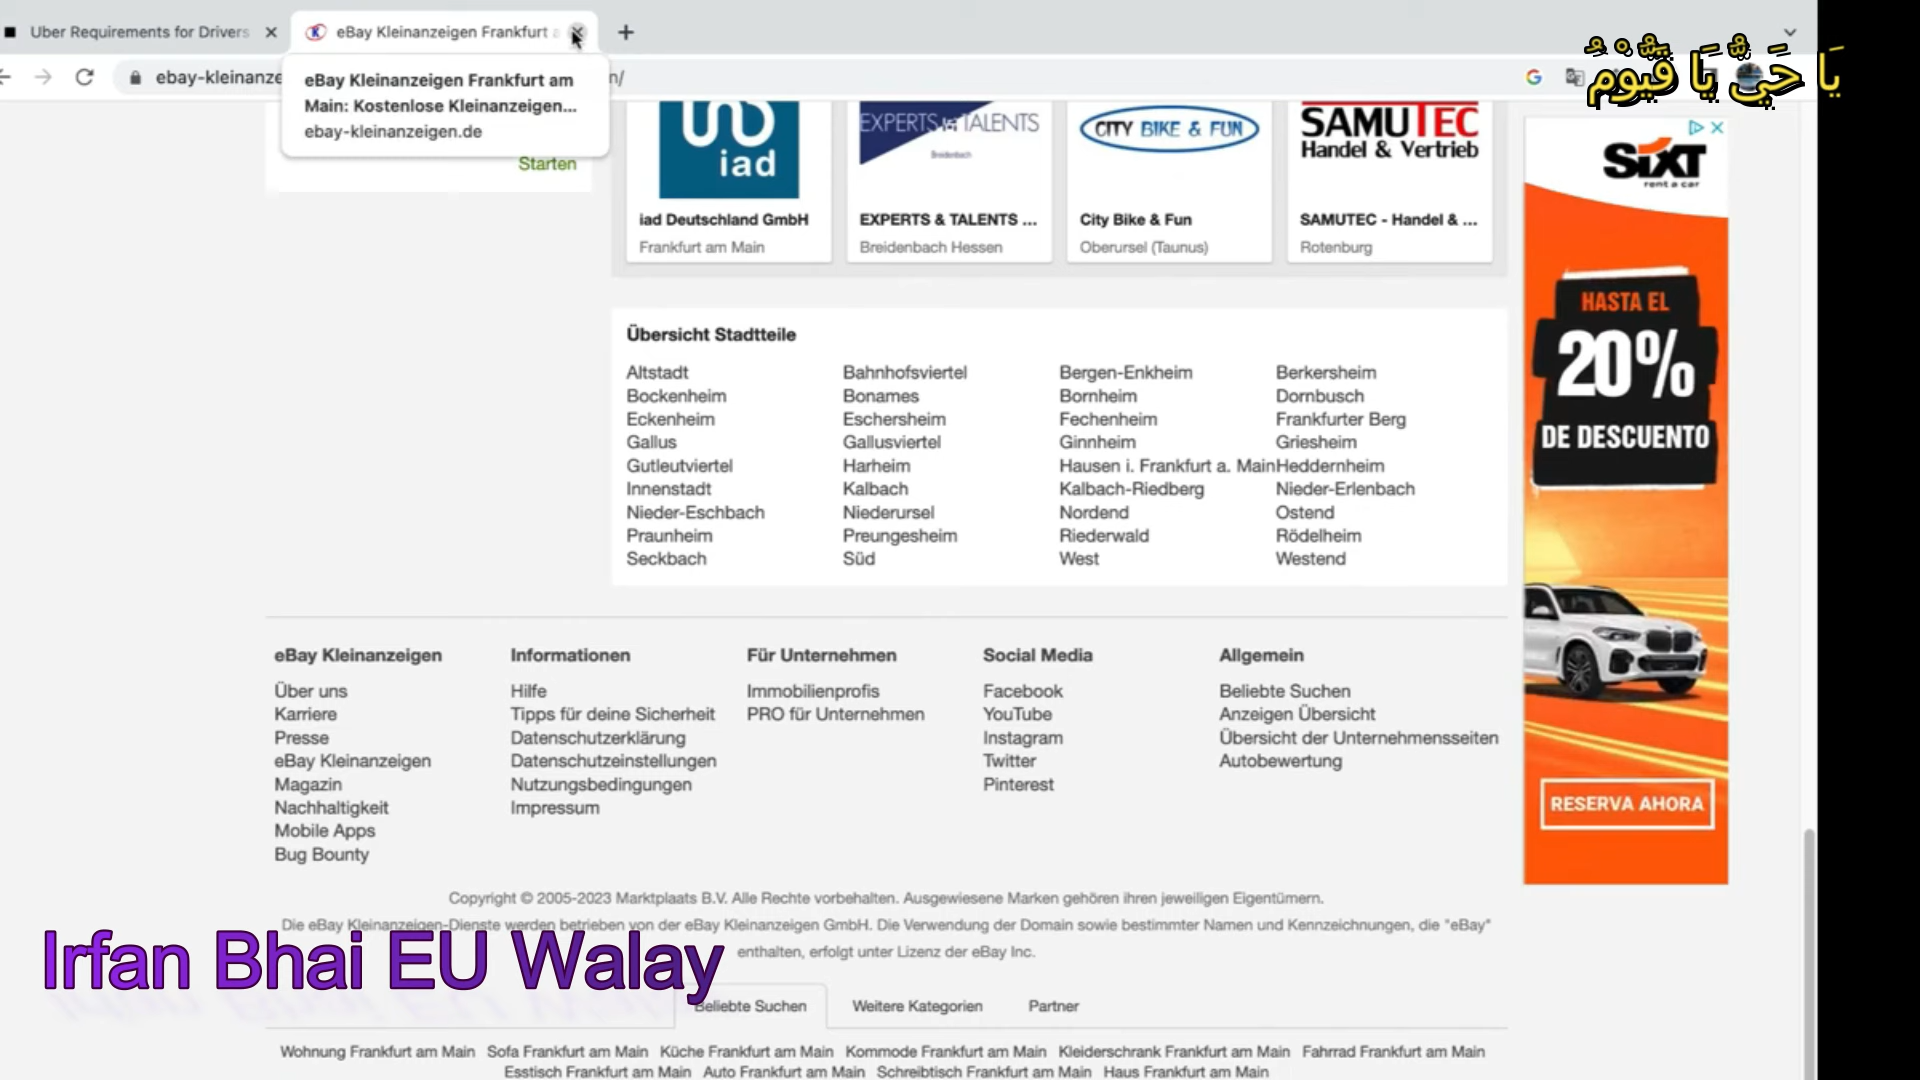 Uber Requirements for Drivers
eBay Kleinanzeigen Frankfurt a
يَا حَيُّ يَا قَيُّوْمُ
ebay-kleinanze
n/
eBay Kleinanzeigen Frankfurt am
Main: Kostenlose Kleinanzeigen...
ebay-kleinanzeigen.de
Starten
iad
EXPERTS TALENTS
Breidenbach
CITY BIKE & FUN
SAMUTEC
Handel & Vertrieb
iad Deutschland GmbH
Frankfurt am Main
EXPERTS & TALENTS ...
Breidenbach Hessen
City Bike & Fun
Oberursel (Taunus)
SAMUTEC - Handel & ...
Rotenburg
Übersicht Stadtteile
Altstadt Bahnhofsviertel Bergen-Enkheim Berkersheim
Bockenheim Bonames Bornheim Dornbusch
Eckenheim Eschersheim Fechenheim Frankfurter Berg
Gallus Gallusviertel Ginnheim Griesheim
Gutleutviertel Harheim Hausen i. Frankfurt a. Main Heddernheim
Innenstadt Kalbach Kalbach-Riedberg Nieder-Erlenbach
Nieder-Eschbach Niederursel Nordend Ostend
Praunheim Preungesheim Riederwald Rödelheim
Seckbach Süd West Westend
SIXT
rent a car
HASTA EL
20%
DE DESCUENTO
RESERVA AHORA
eBay Kleinanzeigen
Über uns
Karriere
Presse
eBay Kleinanzeigen
Magazin
Nachhaltigkeit
Mobile Apps
Bug Bounty
Informationen
Hilfe
Tipps für deine Sicherheit
Datenschutzerklärung
Datenschutzeinstellungen
Nutzungsbedingungen
Impressum
Für Unternehmen
Immobilienprofis
PRO für Unternehmen
Social Media
Facebook
YouTube
Instagram
Twitter
Pinterest
Allgemein
Beliebte Suchen
Anzeigen Übersicht
Übersicht der Unternehmensseiten
Autobewertung
Copyright © 2005-2023 Marktplaats B.V. Alle Rechte vorbehalten. Ausgewiesene Marken gehören ihren jeweiligen Eigentümern.
Die eBay Kleinanzeigen-Dienste werden betrieben von der eBay Kleinanzeigen GmbH. Die Verwendung der Domain sowie bestimmter Namen und Kennzeichnungen, die "eBay"
enthalten, erfolgt unter Lizenz der eBay Inc.
Irfan Bhai EU Walay
Beliebte Suchen Weitere Kategorien Partner
Wohnung Frankfurt am Main Sofa Frankfurt am Main Küche Frankfurt am Main Kommode Frankfurt am Main Kleiderschrank Frankfurt am Main Fahrrad Frankfurt am Main
Esstisch Frankfurt am Main Auto Frankfurt am Main Schreibtisch Frankfurt am Main Haus Frankfurt am Main